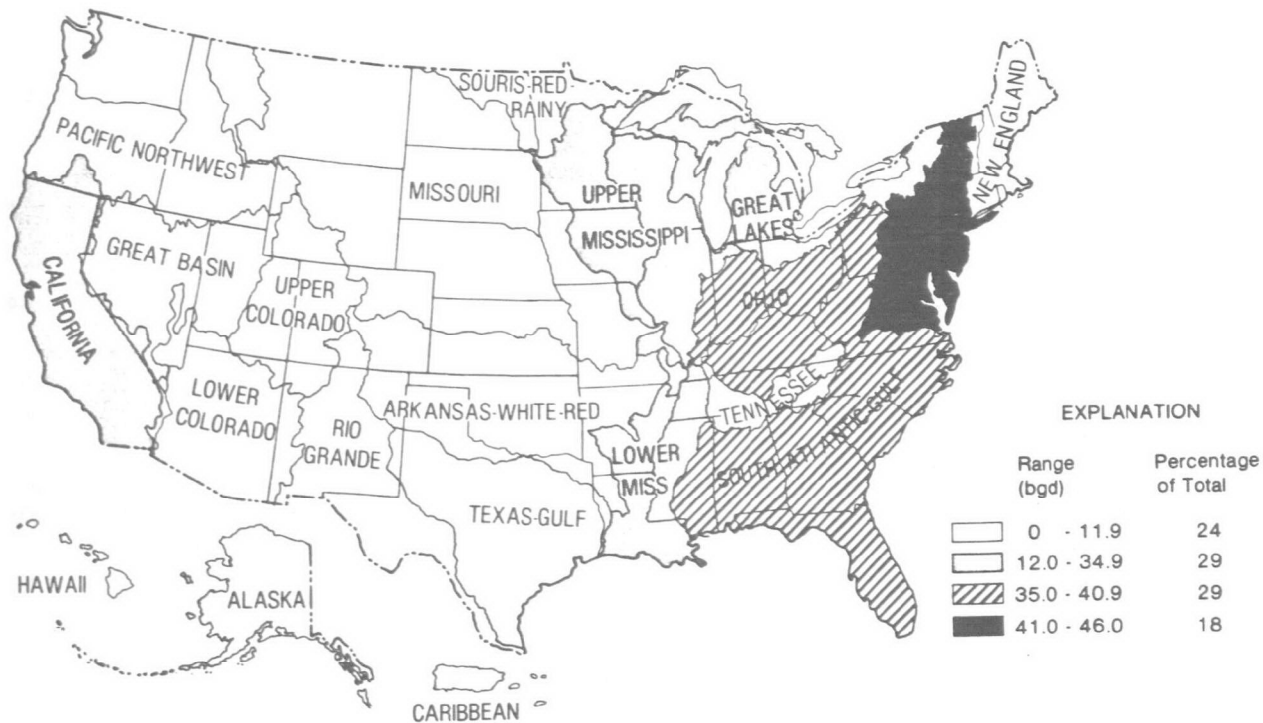 SOURIS-RED-
RAINY
PACIFIC NORTHWEST
MISSOURI
UPPER
MISSISSIPPI
GREAT
LAKES
NEW ENGLAND
GREAT BASIN
CALIFORNIA
UPPER
COLORADO
OHIO
TENNESSEE
LOWER
COLORADO
RIO
GRANDE
ARKANSAS-WHITE-RED
SOUTH ATLANTIC-GULF
LOWER
MISS
TEXAS-GULF
HAWAII
ALASKA
CARIBBEAN
EXPLANATION
Range Percentage
(bgd) of Total
0 - 11.9 24
12.0 - 34.9 29
35.0 - 40.9 29
41.0 - 46.0 18